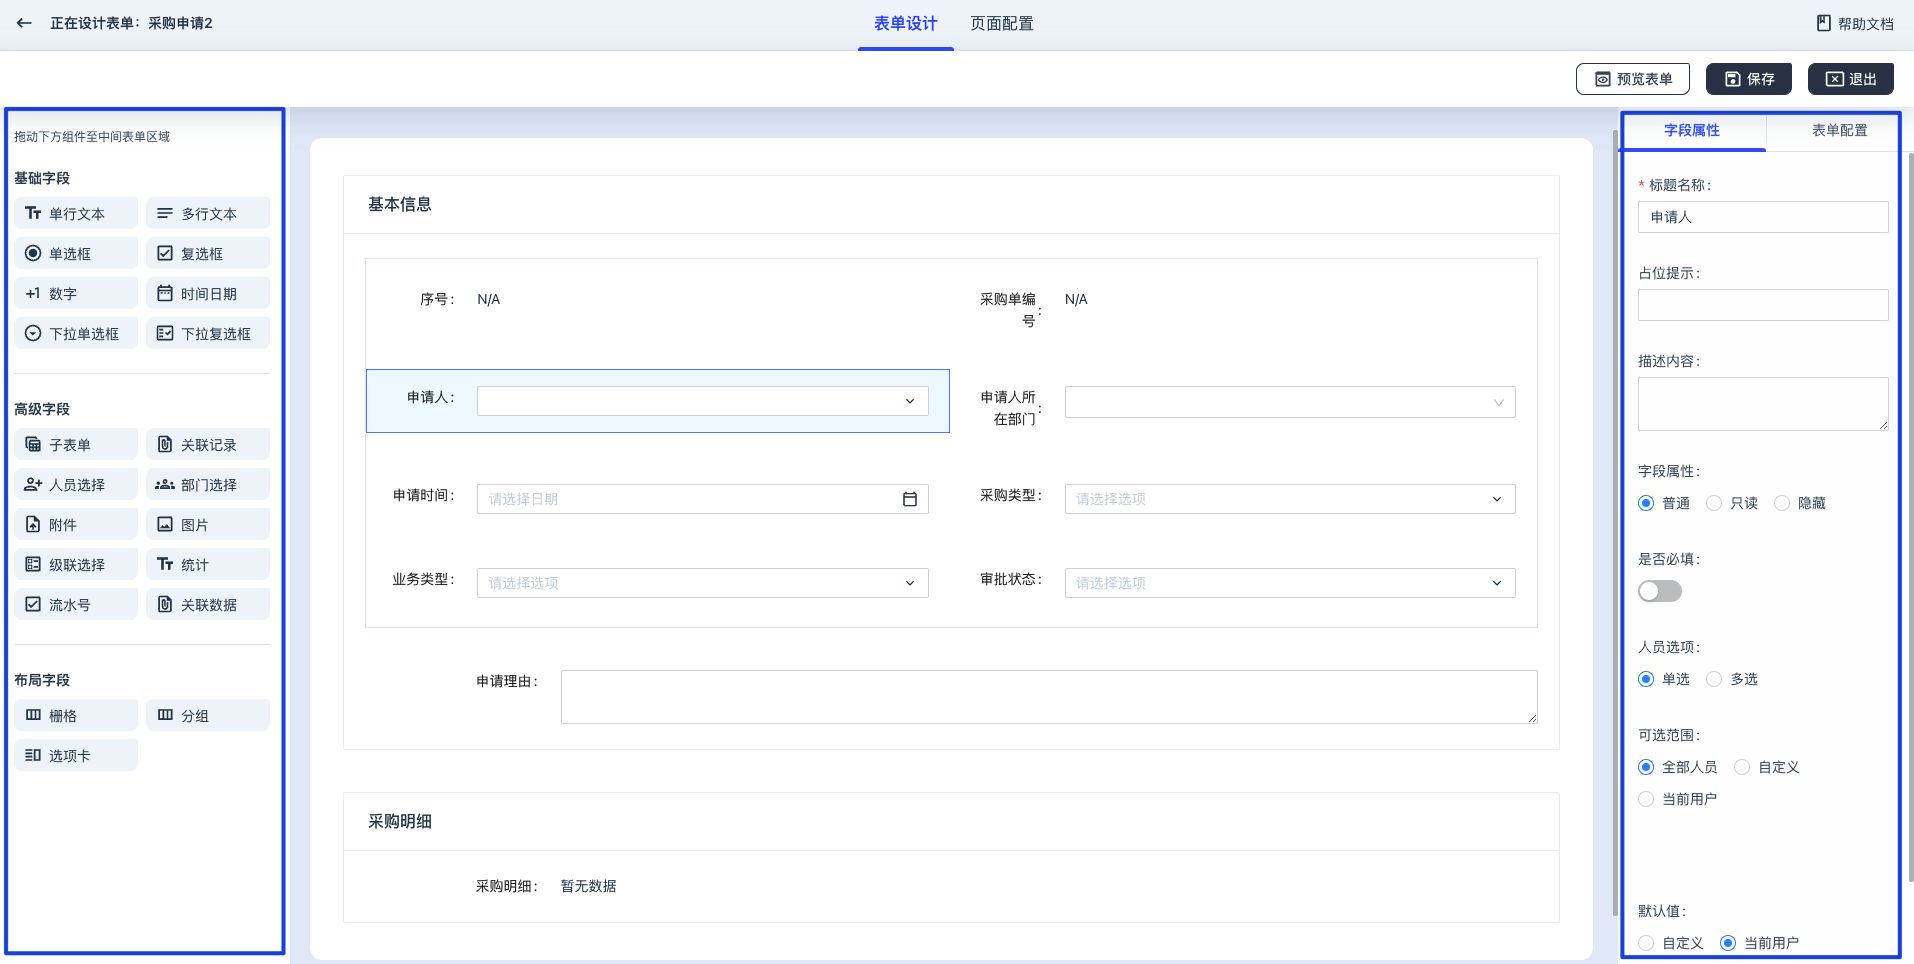 正在设计表单：采购申请2
表单设计
页面配置
帮助文档
预览表单
保存
退出
拖动下方组件至中间表单区域
基础字段
单行文本
多行文本
单选框
复选框
+1 数字
时间日期
下拉单选框
下拉复选框
高级字段
子表单
关联记录
人员选择
部门选择
附件
图片
级联选择
Tт 统计
流水号
关联数据
布局字段
栅格
分组
选项卡
基本信息
序号： N/A
采购单编号： N/A
申请人：
申请人所在部门：
申请时间： 请选择日期
采购类型： 请选择选项
业务类型： 请选择选项
审批状态： 请选择选项
申请理由：
采购明细
采购明细： 暂无数据
字段属性
表单配置
* 标题名称：
申请人
占位提示：
描述内容：
字段属性：
普通 只读 隐藏
是否必填：
人员选项：
单选 多选
可选范围：
全部人员 自定义
当前用户
默认值：
自定义 当前用户